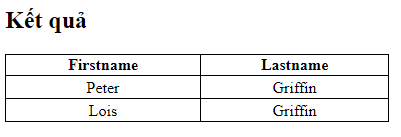 Kết quả
Firstname Lastname
Peter Griffin
Lois Griffin